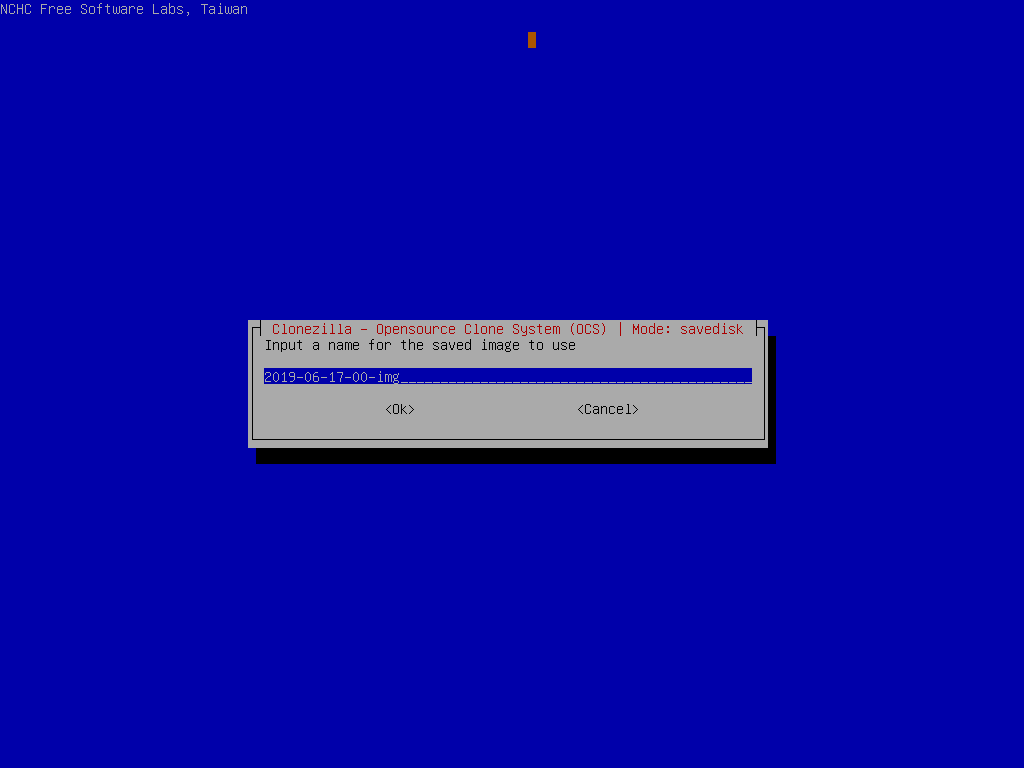 NCHC Free Software Labs, Taiwan
Clonezilla - Opensource Clone System (OCS) | Mode: savedisk
Input a name for the saved image to use
2019-06-17-00-img____________________________________________
<Ok> <Cancel>